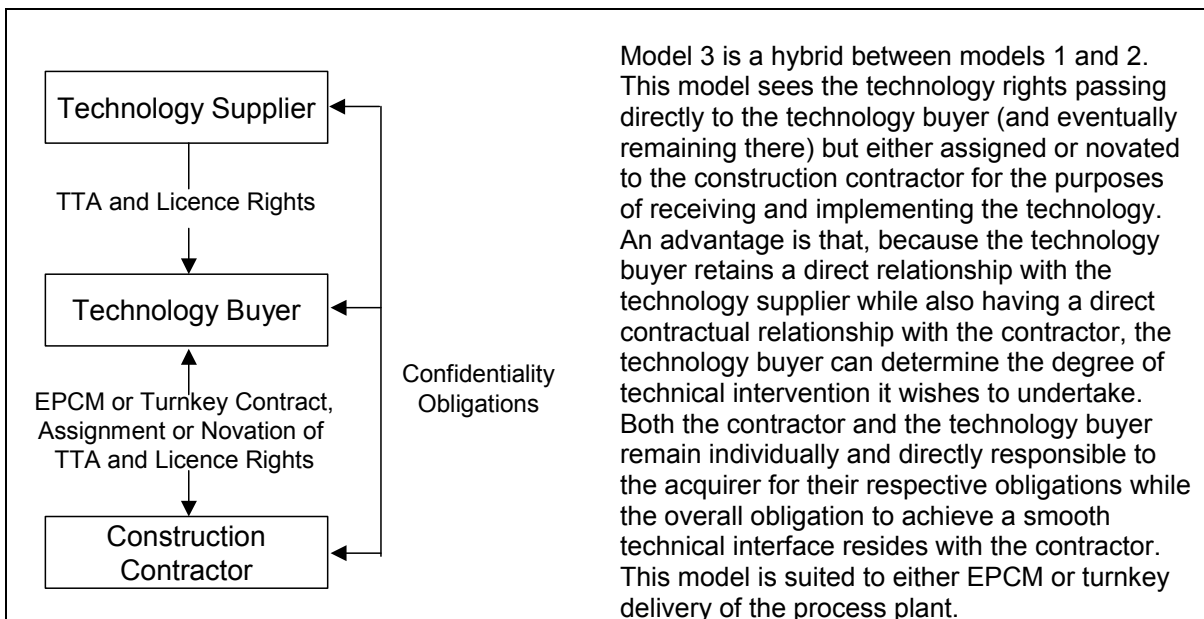 Technology Supplier
TTA and Licence Rights
Technology Buyer
EPCM or Turnkey Contract,
Assignment or Novation of
TTA and Licence Rights
Construction
Contractor
Confidentiality
Obligations
Model 3 is a hybrid between models 1 and 2.
This model sees the technology rights passing
directly to the technology buyer (and eventually
remaining there) but either assigned or novated
to the construction contractor for the purposes
of receiving and implementing the technology.
An advantage is that, because the technology
buyer retains a direct relationship with the
technology supplier while also having a direct
contractual relationship with the contractor, the
technology buyer can determine the degree of
technical intervention it wishes to undertake.
Both the contractor and the technology buyer
remain individually and directly responsible to
the acquirer for their respective obligations while
the overall obligation to achieve a smooth
technical interface resides with the contractor.
This model is suited to either EPCM or turnkey
delivery of the process plant.